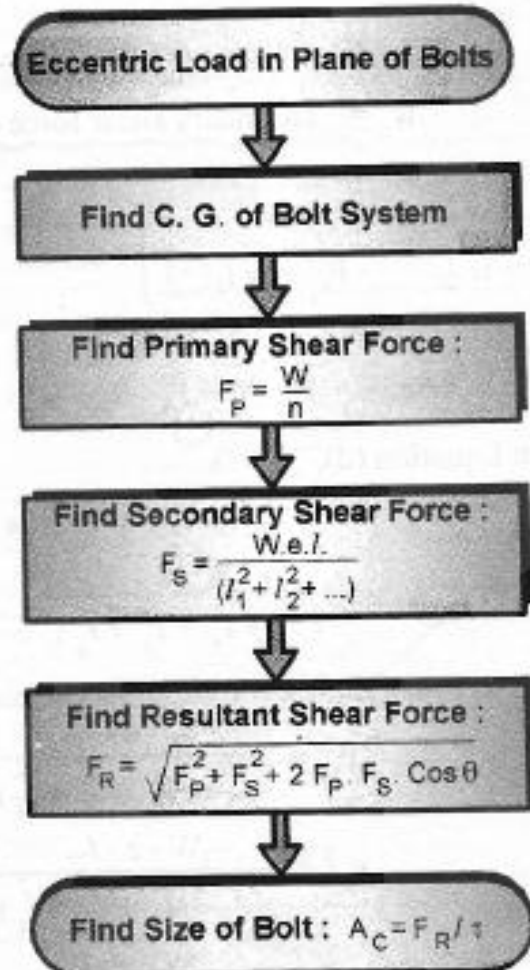 Eccentric Load in Plane of Bolts
Find C. G. of Bolt System
Find Primary Shear Force :
F_P = W/n
Find Secondary Shear Force :
F_S = W.e.l. / (l_1^2 + l_2^2 + ...)
Find Resultant Shear Force :
F_R = √(F_P^2 + F_S^2 + 2 F_P . F_S . Cos θ)
Find Size of Bolt : A_C = F_R / τ